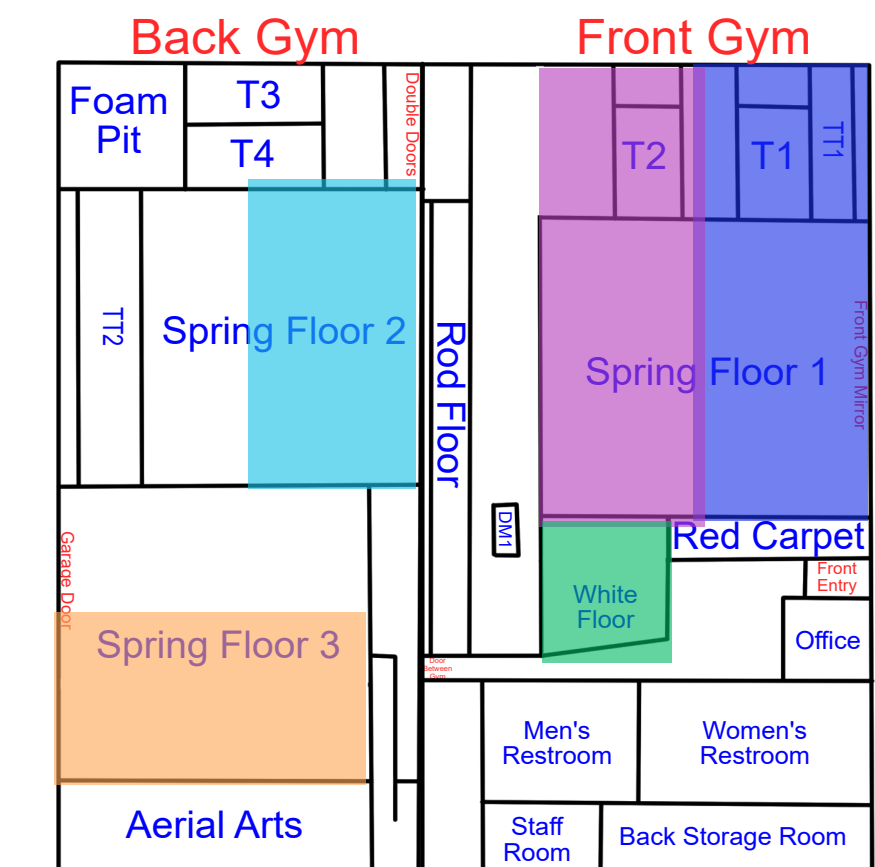 Back Gym
Front Gym
Foam
Pit
T3
T4
Double Doors
T2
T1
TT1
TT2
Spring Floor 2
Rod Floor
Spring Floor 1
Front Gym Mirror
DM1
Red Carpet
Garage Door
White
Floor
Front
Entry
Spring Floor 3
Office
Door
Between
Gym
Men's
Restroom
Women's
Restroom
Aerial Arts
Staff
Room
Back Storage Room